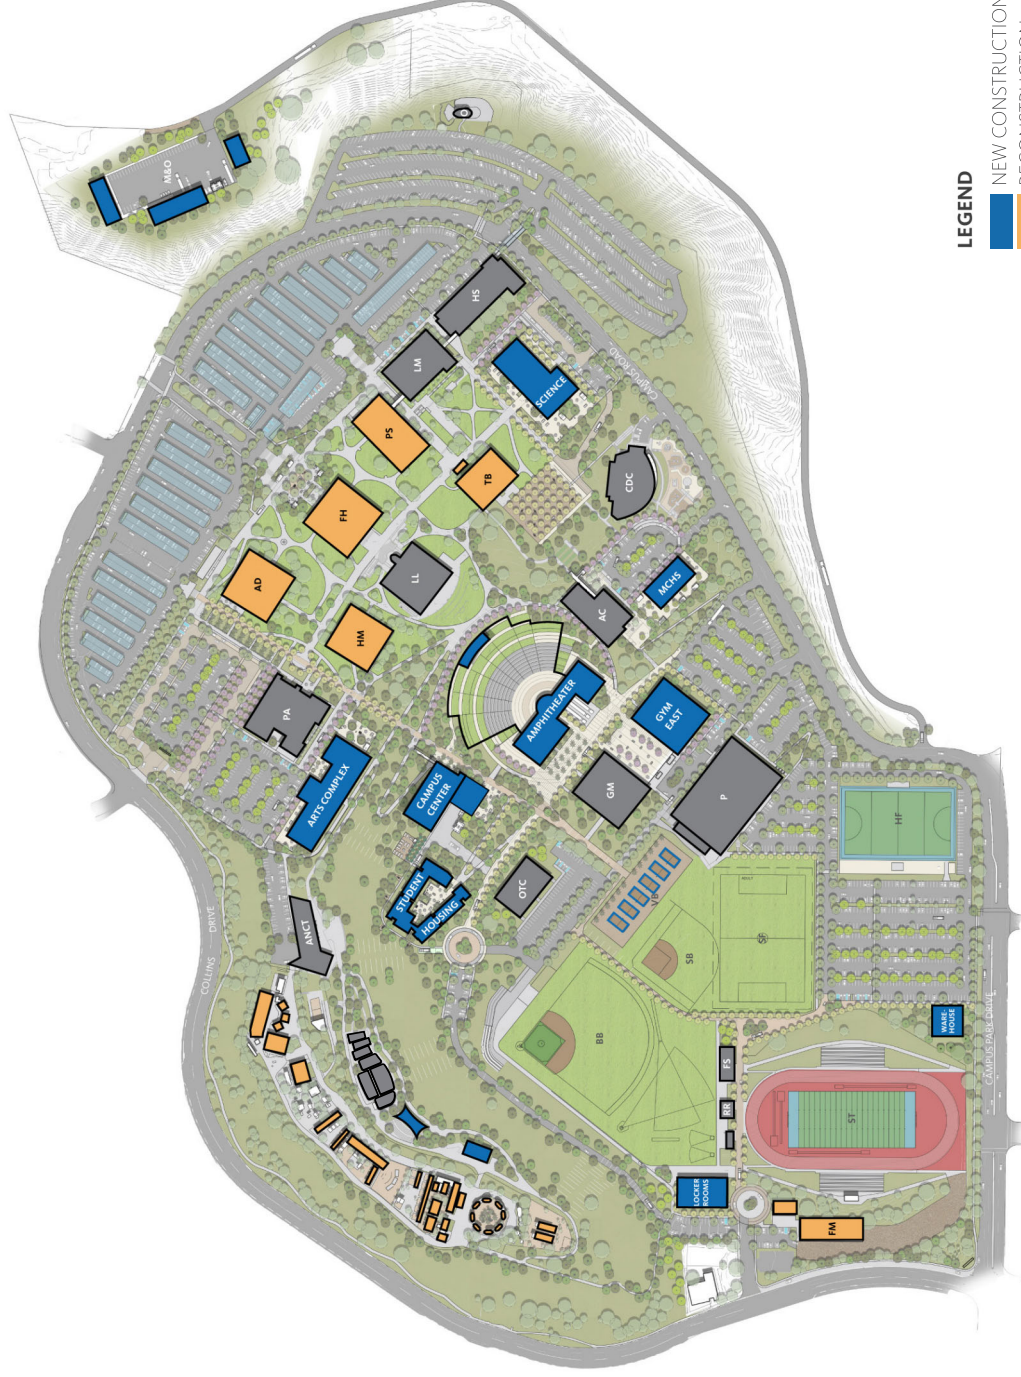 M&O
HS
LM
SCIENCE
PS
CAMPUS ROAD
TB
CDC
FH
LL
AD
MCHS
AC
HM
PA
AMPHITHEATER
GYM
EAST
ARTS COMPLEX
CAMPUS
CENTER
GM
P
HF
STUDENT
HOUSING
OTC
VB
ANCT
SB
SF
COLLINS DRIVE
BB
WARE-
HOUSE
CAMPUS PARK DRIVE
FS
RR
ST
LOCKER
ROOMS
FM
LEGEND
NEW CONSTRUCTION